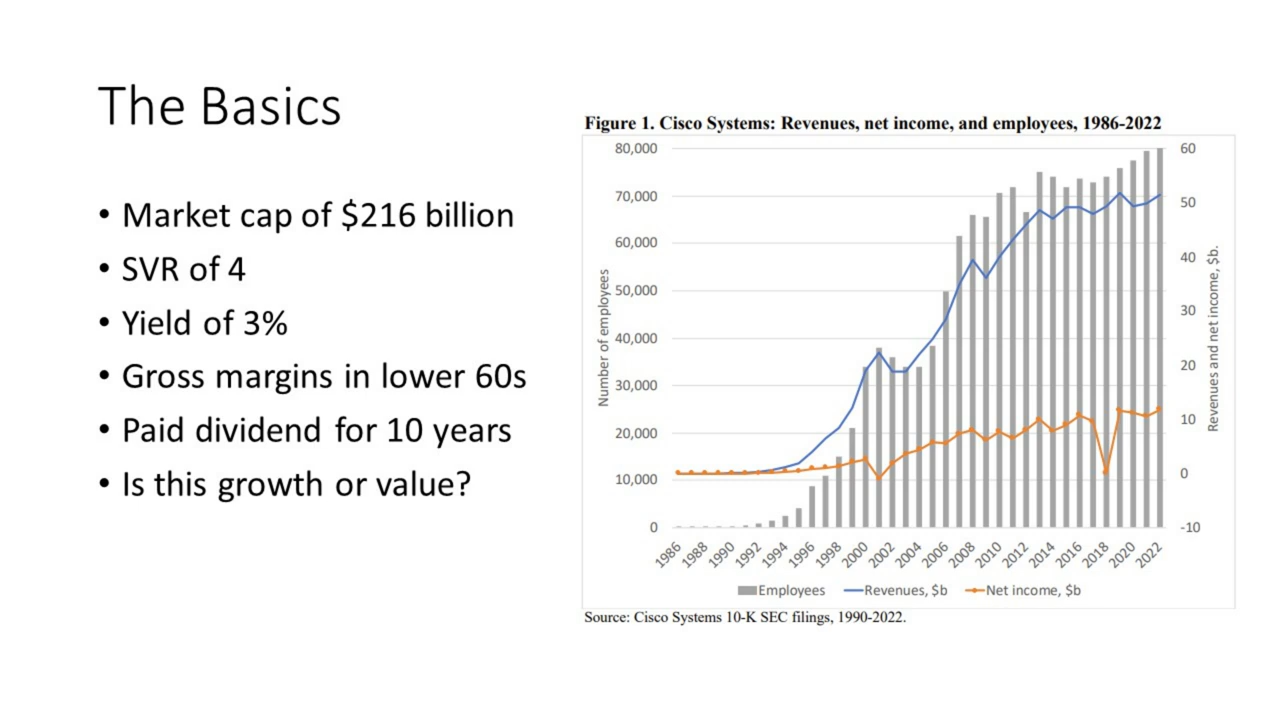 The Basics
• Market cap of $216 billion
• SVR of 4
• Yield of 3%
• Gross margins in lower 60s
• Paid dividend for 10 years
• Is this growth or value?
Figure 1. Cisco Systems: Revenues, net income, and employees, 1986-2022
80,000
70,000
60,000
50,000
40,000
30,000
20,000
10,000
0
Number of employees
60
50
40
30
20
10
0
-10
Revenues and net income, $b.
1986 1988 1990 1992 1994 1996 1998 2000 2002 2004 2006 2008 2010 2012 2014 2016 2018 2020 2022
Employees Revenues, $b Net income, $b
Source: Cisco Systems 10-K SEC filings, 1990-2022.